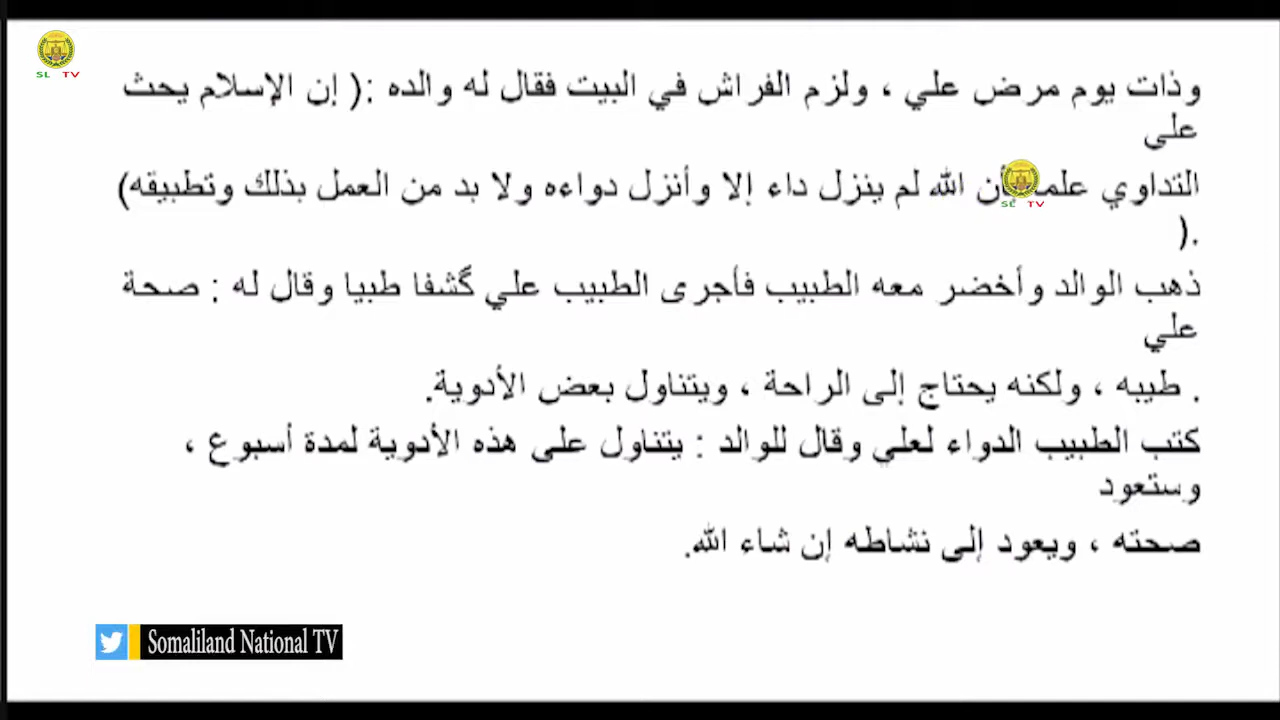 SL TV
وذات يوم مرض علي ، ولزم الفراش في البيت فقال له والده :( إن الإسلام يحث
على
التداوي أن الله لم ينزل داء إلا وأنزل دواءه ولا بد من العمل بذلك وتطبيقه)
.(
SL TV
ذهب الوالد وأخضر معه الطبيب فأجرى الطبيب علي گشفا طبيا وقال له : صحة
علي
. طيبه ، ولكنه يحتاج إلى الراحة ، ويتناول بعض الأدوية.
كتب الطبيب الدواء لعلي وقال للوالد : يتناول على هذه الأدوية لمدة أسبوع ،
وستعود
صحته ، ويعود إلى نشاطه إن شاء الله.
Somaliland National TV